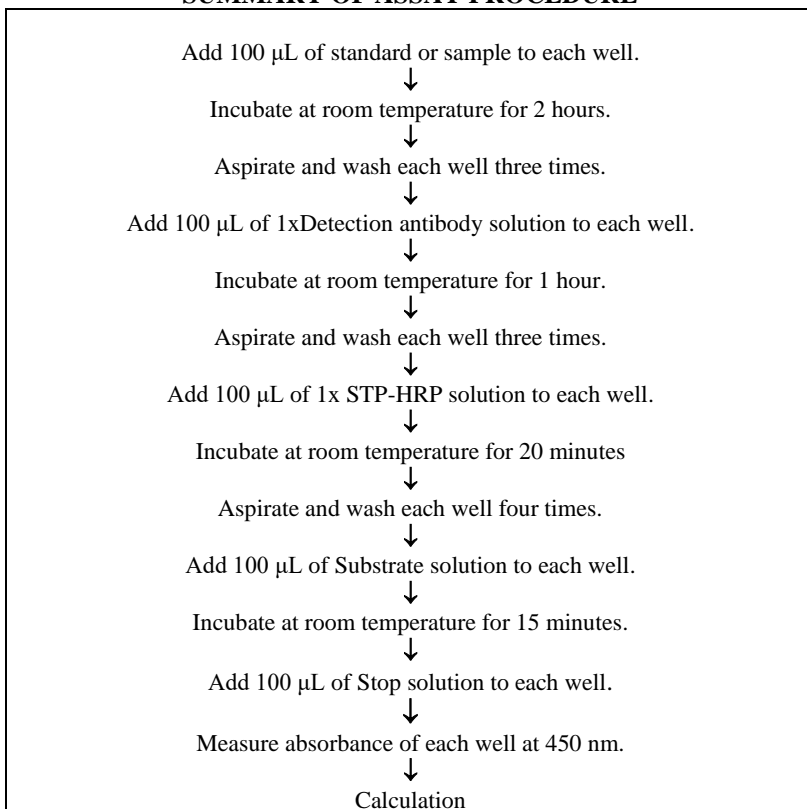 SUMMARY OF ASSAY PROCEDURE
Add 100 μL of standard or sample to each well.
↓
Incubate at room temperature for 2 hours.
↓
Aspirate and wash each well three times.
↓
Add 100 μL of 1xDetection antibody solution to each well.
↓
Incubate at room temperature for 1 hour.
↓
Aspirate and wash each well three times.
↓
Add 100 μL of 1x STP-HRP solution to each well.
↓
Incubate at room temperature for 20 minutes
↓
Aspirate and wash each well four times.
↓
Add 100 μL of Substrate solution to each well.
↓
Incubate at room temperature for 15 minutes.
↓
Add 100 μL of Stop solution to each well.
↓
Measure absorbance of each well at 450 nm.
↓
Calculation